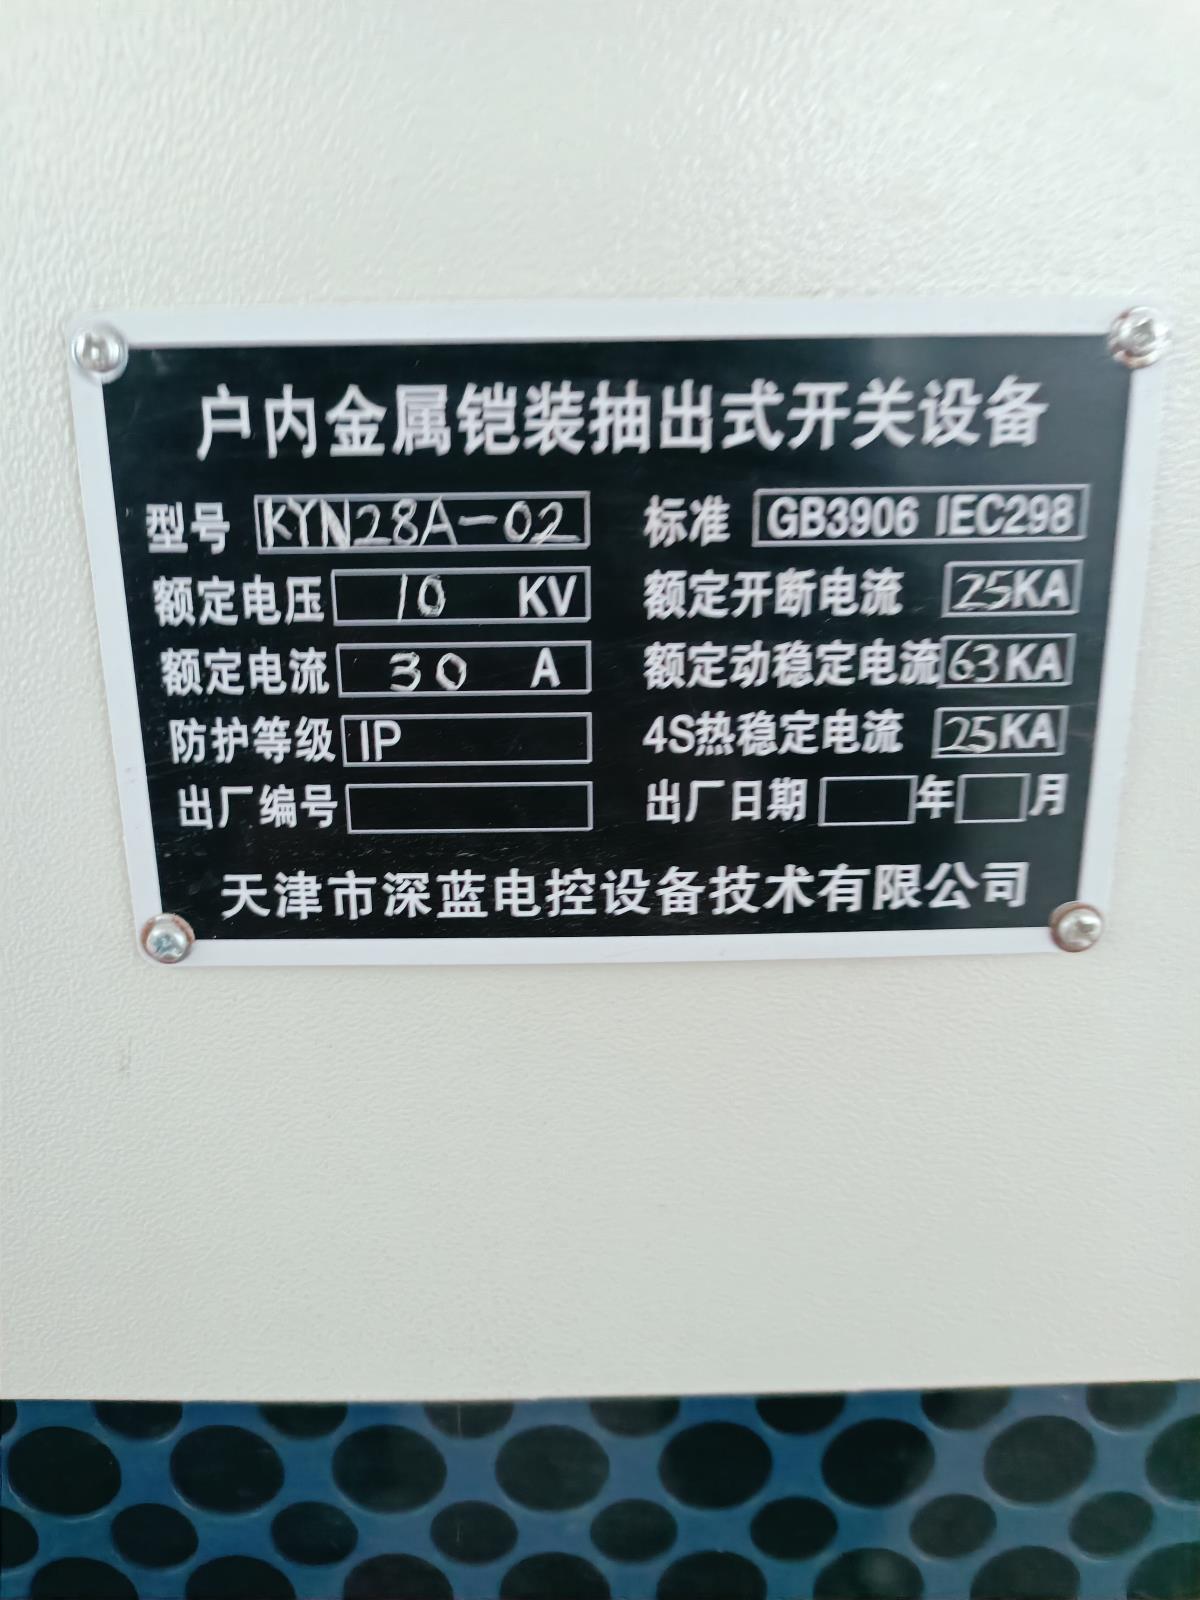 户内金属铠装抽出式开关设备
型号 KYN28A-02 标准 GB3906 IEC298
额定电压 10 KV 额定开断电流 25KA
额定电流 30 A 额定动稳定电流 63KA
防护等级 IP 4S热稳定电流 25KA
出厂编号 出厂日期 年 月
天津市深蓝电控设备技术有限公司